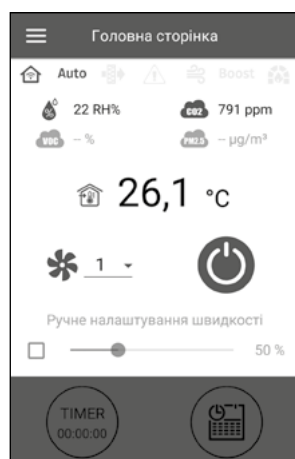 Головна сторінка
Auto Boost
22 RH% CO2 791 ppm
VOC – % PM2.5 – µg/m³
26,1 °C
1
Ручне налаштування швидкості
50 %
TIMER
00:00:00